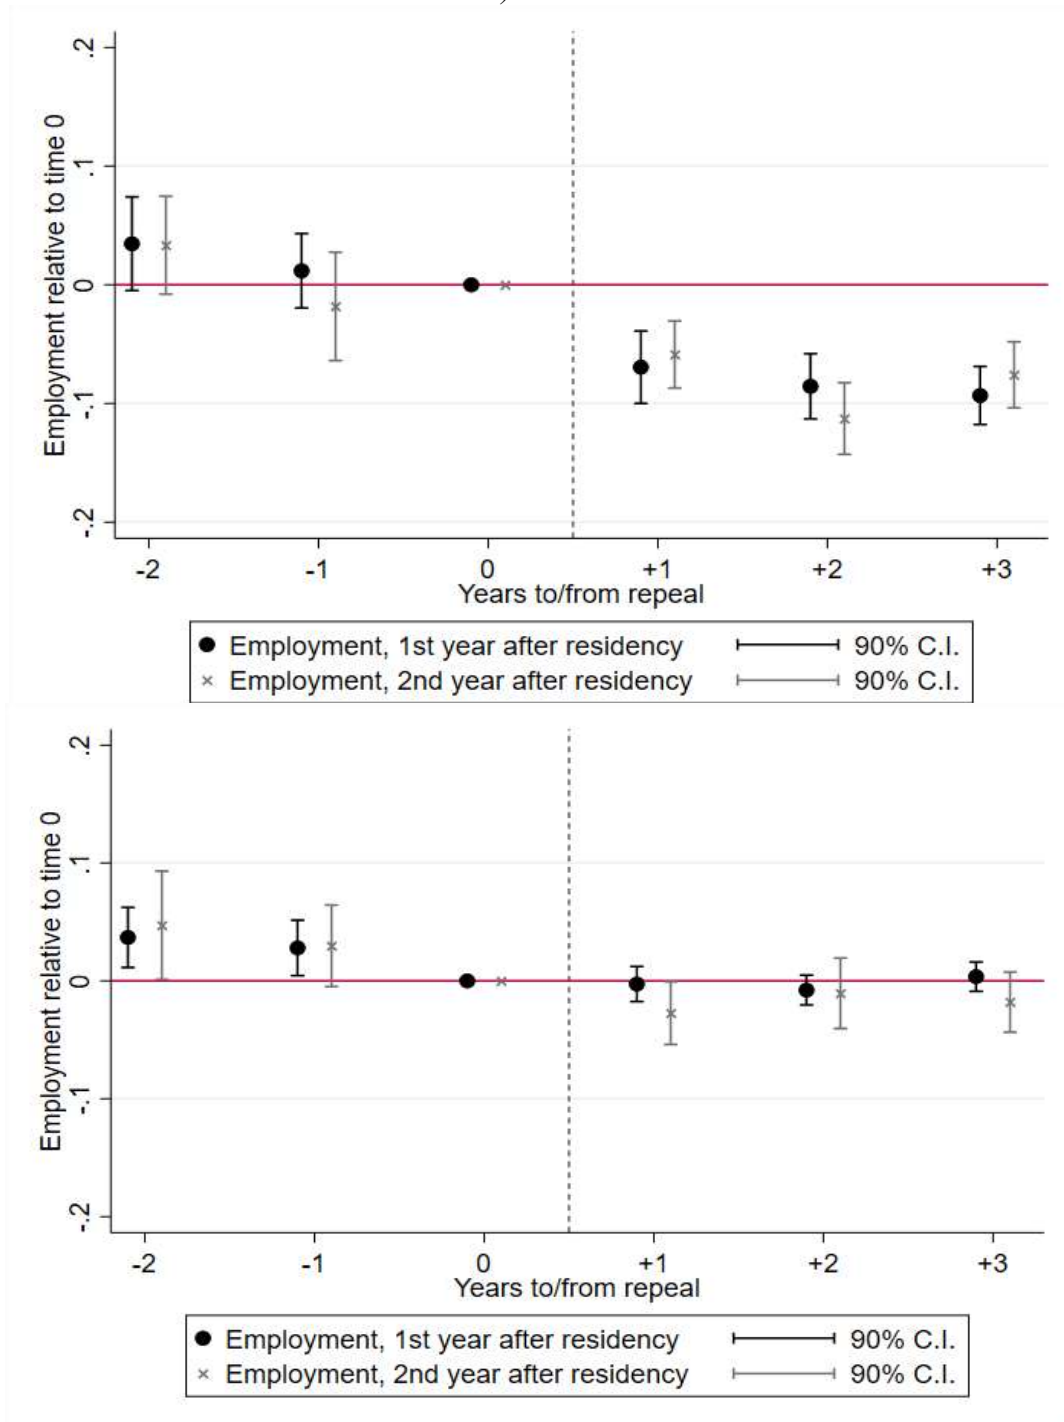 .2
.1
0
-.1
-.2
Employment relative to time 0
-2 -1 0 +1 +2 +3
Years to/from repeal
Employment, 1st year after residency 90% C.I.
Employment, 2nd year after residency 90% C.I.
.2
.1
0
-.1
-.2
Employment relative to time 0
-2 -1 0 +1 +2 +3
Years to/from repeal
Employment, 1st year after residency 90% C.I.
Employment, 2nd year after residency 90% C.I.